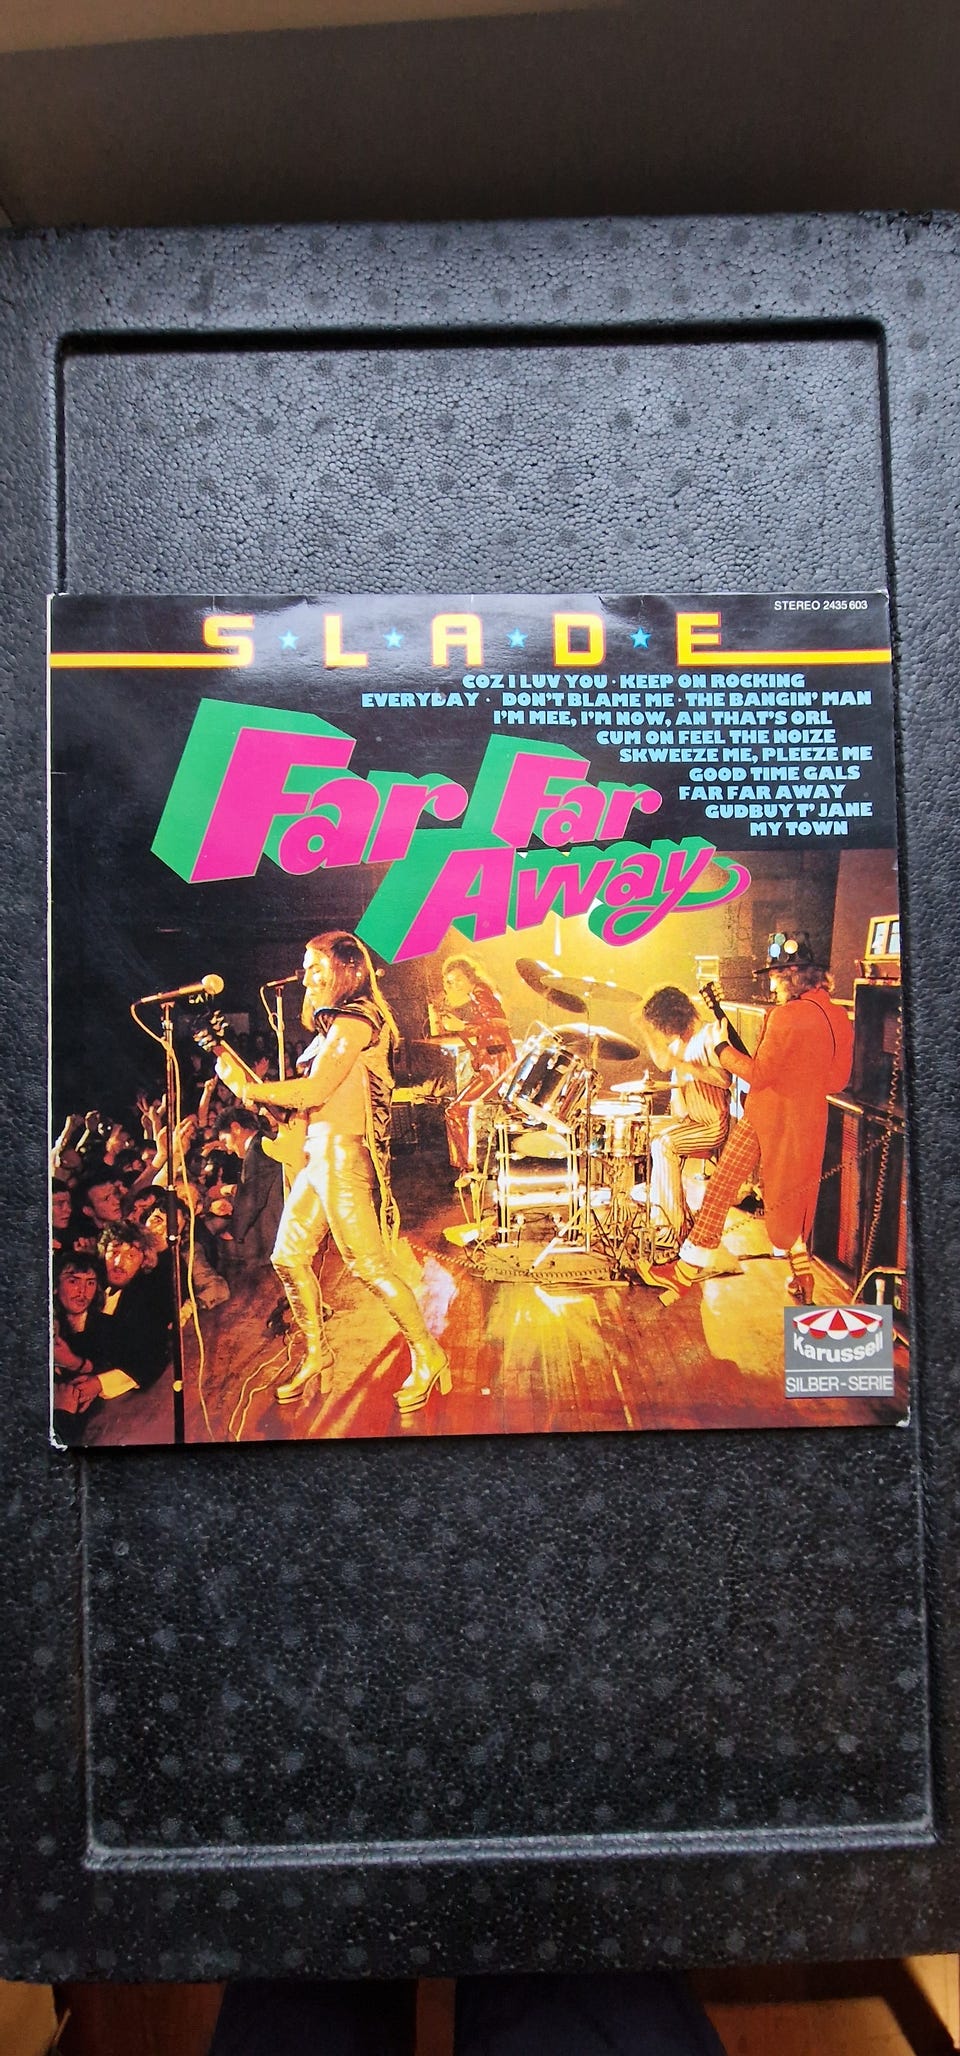 STEREO 2435 603
S★L★A★D★E
COZ I LUV YOU · KEEP ON ROCKING
EVERYDAY · DON'T BLAME ME · THE BANGIN' MAN
I'M MEE, I'M NOW, AN THAT'S ORL
CUM ON FEEL THE NOIZE
SKWEEZE ME, PLEEZE ME
GOOD TIME GALS
FAR FAR AWAY
GUDBUY T' JANE
MY TOWN
Far Far
Away
Karussell
SILBER-SERIE